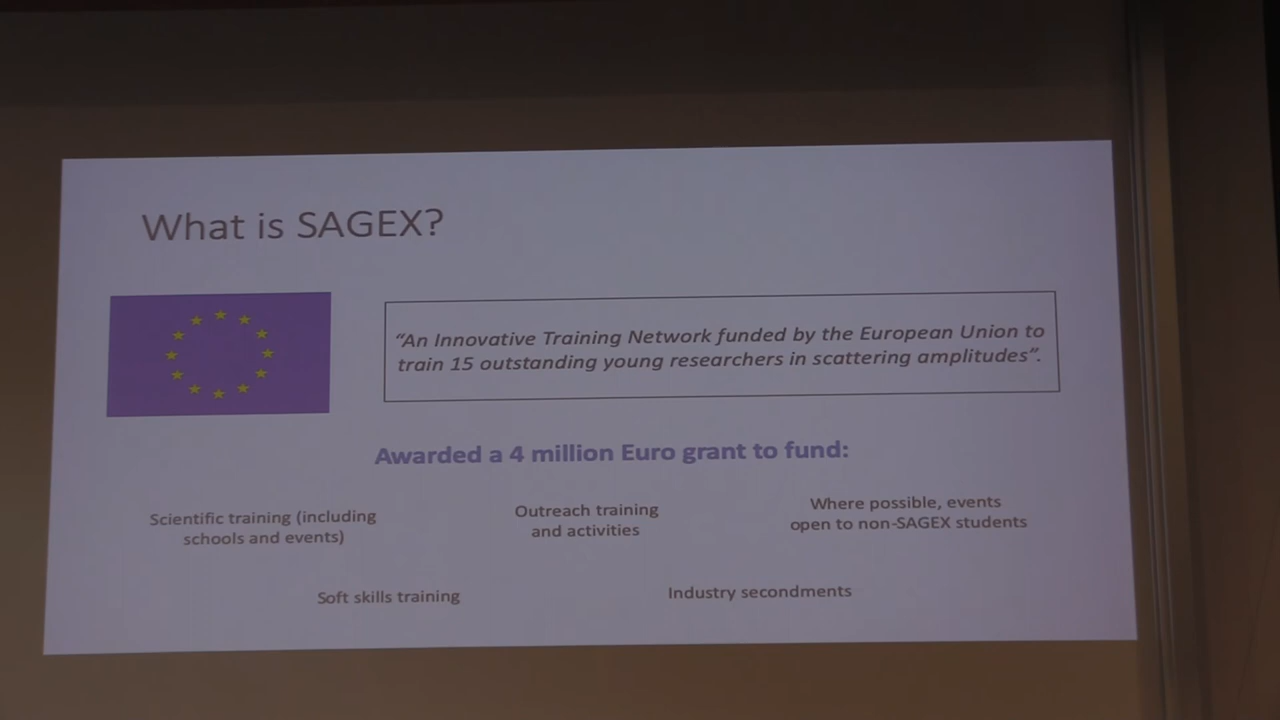 What is SAGEX?
“An Innovative Training Network funded by the European Union to
train 15 outstanding young researchers in scattering amplitudes”.
Awarded a 4 million Euro grant to fund:
Scientific training (including
schools and events)
Outreach training
and activities
Where possible, events
open to non-SAGEX students
Soft skills training
Industry secondments